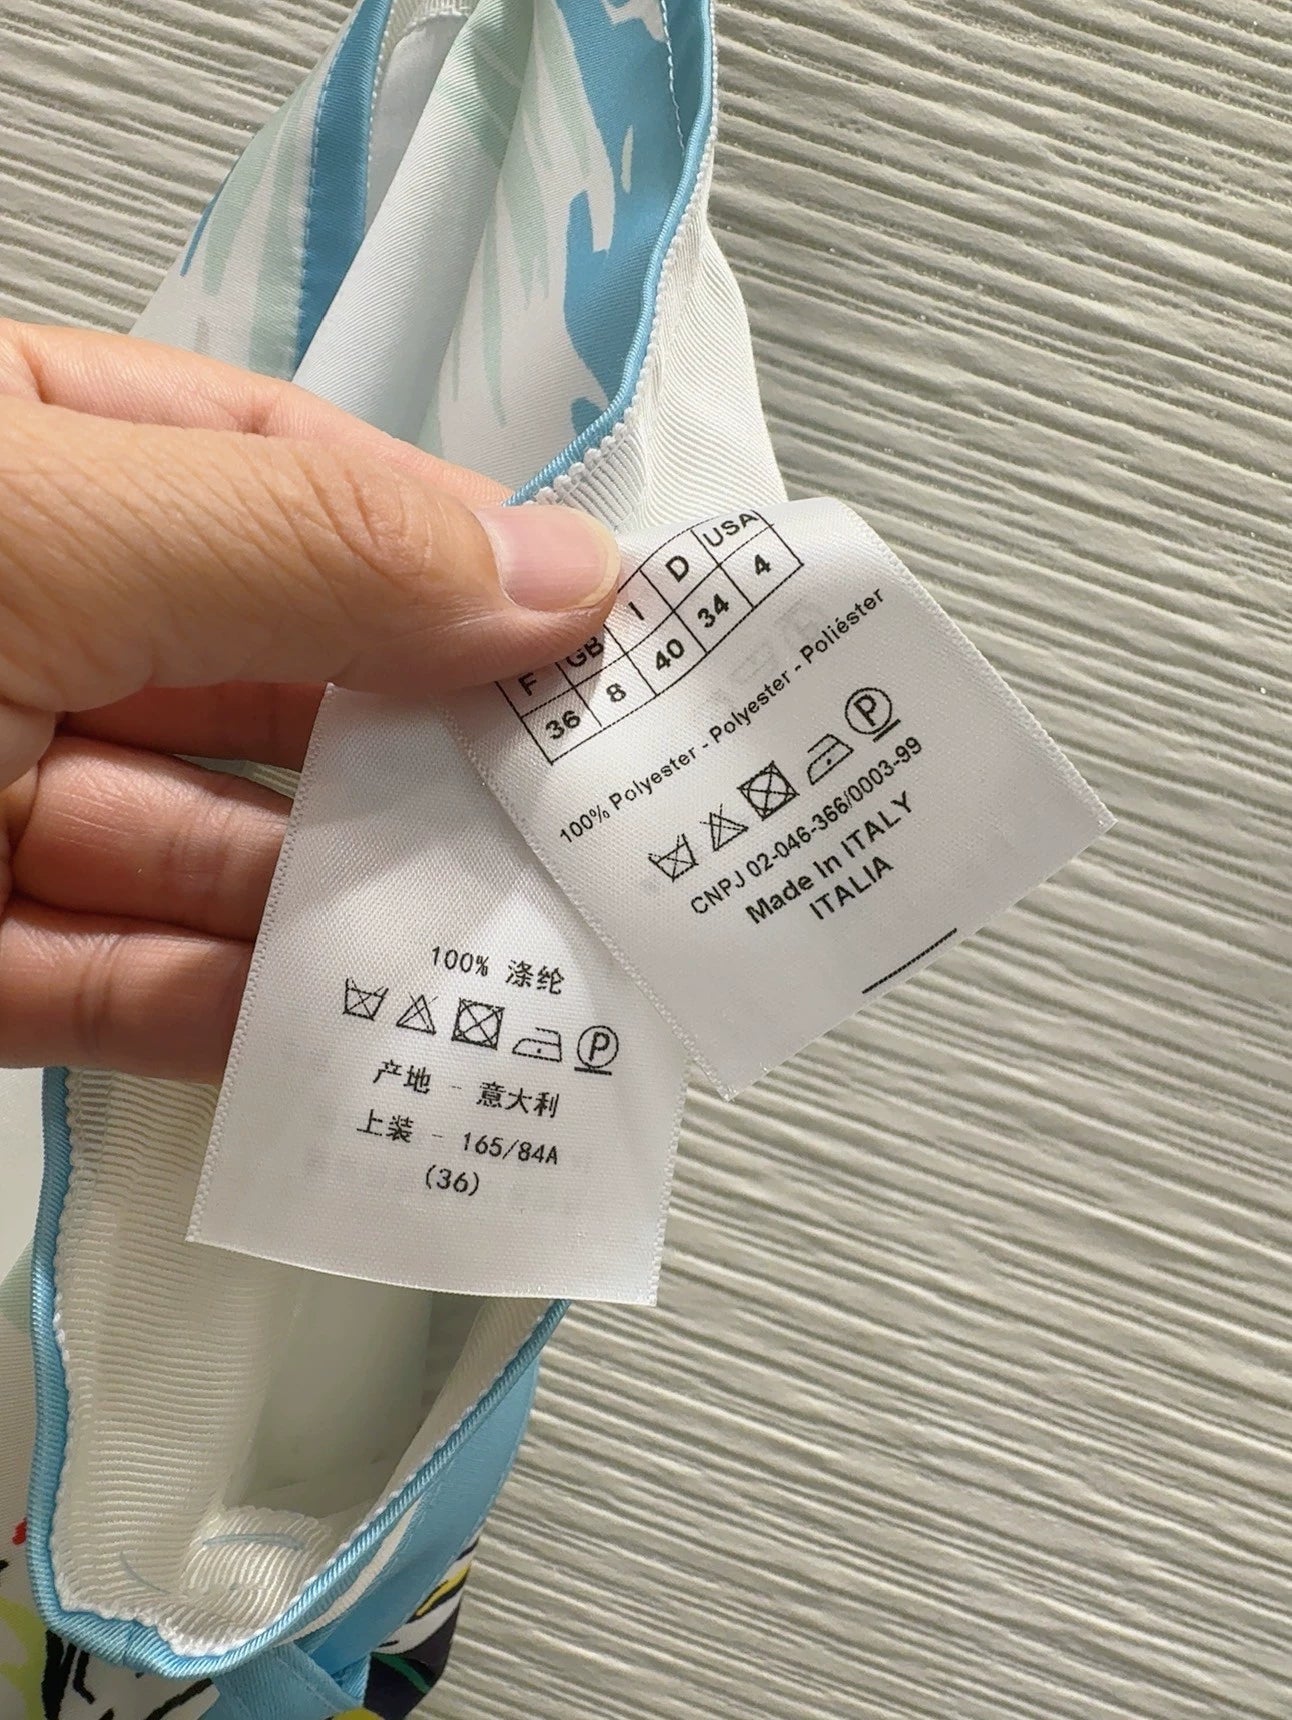 F GB I D USA
36 8 40 34 4
100% Polyester - Polyester - Polyester - Poliéster
P
CNPJ 02-046-366/0003-99
Made In ITALY
ITALIA
100% 涤纶
P
产地 - 意大利
上装 - 165/84A
(36)